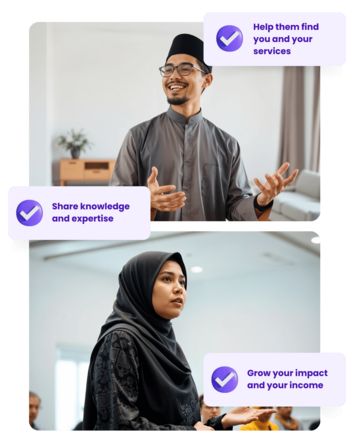 Help them find
you and your
services
Share knowledge
and expertise
Grow your impact
and your income